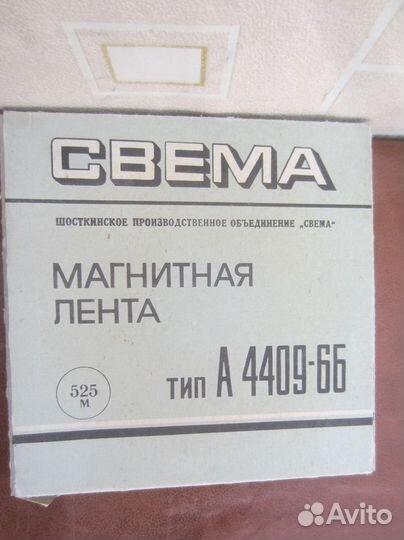 СВЕМА
ШОСТКИНСКОЕ ПРОИЗВОДСТВЕННОЕ ОБЪЕДИНЕНИЕ „СВЕМА“
МАГНИТНАЯ
ЛЕНТА
525
М
ТИП А 4409-6Б
Avito